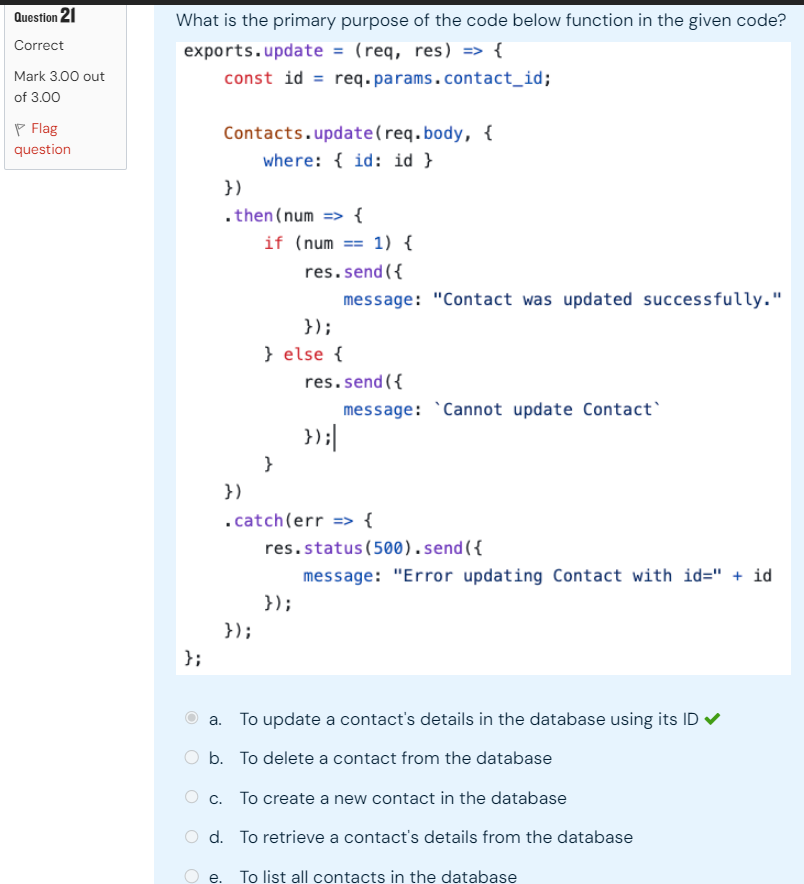 Question 21
Correct
Mark 3.00 out
of 3.00
Flag
question
What is the primary purpose of the code below function in the given code?
exports.update = (req, res) => {
    const id = req.params.contact_id;

    Contacts.update(req.body, {
        where: { id: id }
    })
    .then(num => {
        if (num == 1) {
            res.send({
                message: "Contact was updated successfully."
            });
        } else {
            res.send({
                message: `Cannot update Contact`
            });
        }
    })
    .catch(err => {
        res.status(500).send({
            message: "Error updating Contact with id=" + id
        });
    });
};
a. To update a contact's details in the database using its ID
b. To delete a contact from the database
c. To create a new contact in the database
d. To retrieve a contact's details from the database
e. To list all contacts in the database